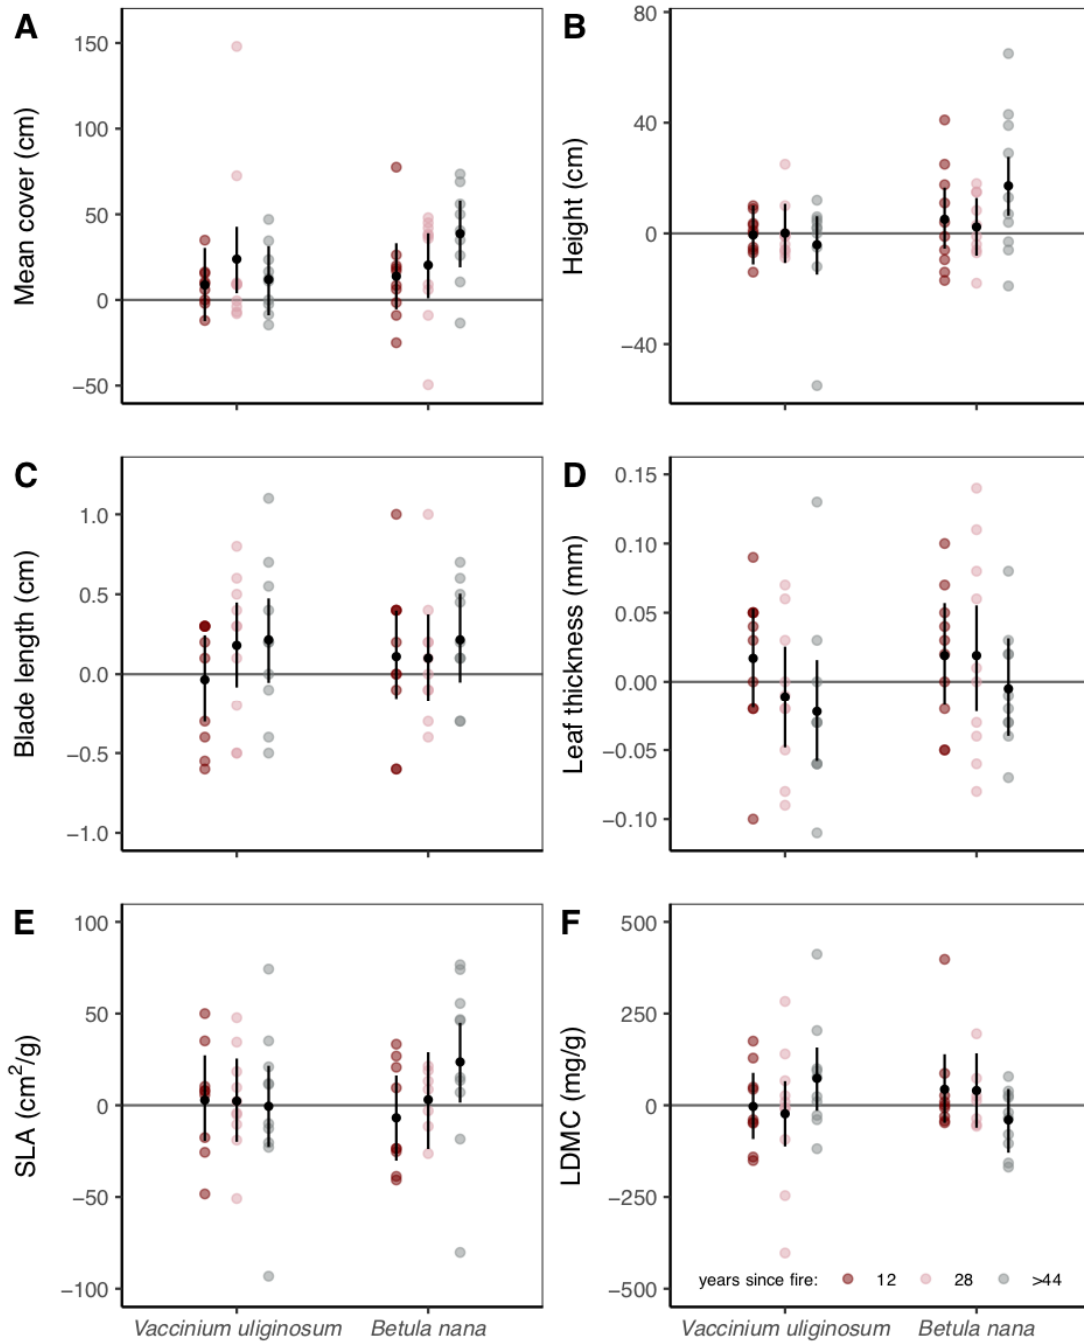 A
Mean cover (cm)
150
100
50
0
−50
B
Height (cm)
80
40
0
−40
C
Blade length (cm)
1.0
0.5
0.0
−0.5
−1.0
D
Leaf thickness (mm)
0.15
0.10
0.05
0.00
−0.05
−0.10
E
SLA (cm²/g)
100
50
0
−50
−100
Vaccinium uliginosum Betula nana
F
LDMC (mg/g)
500
250
0
−250
−500
years since fire: 12 28 >44
Vaccinium uliginosum Betula nana